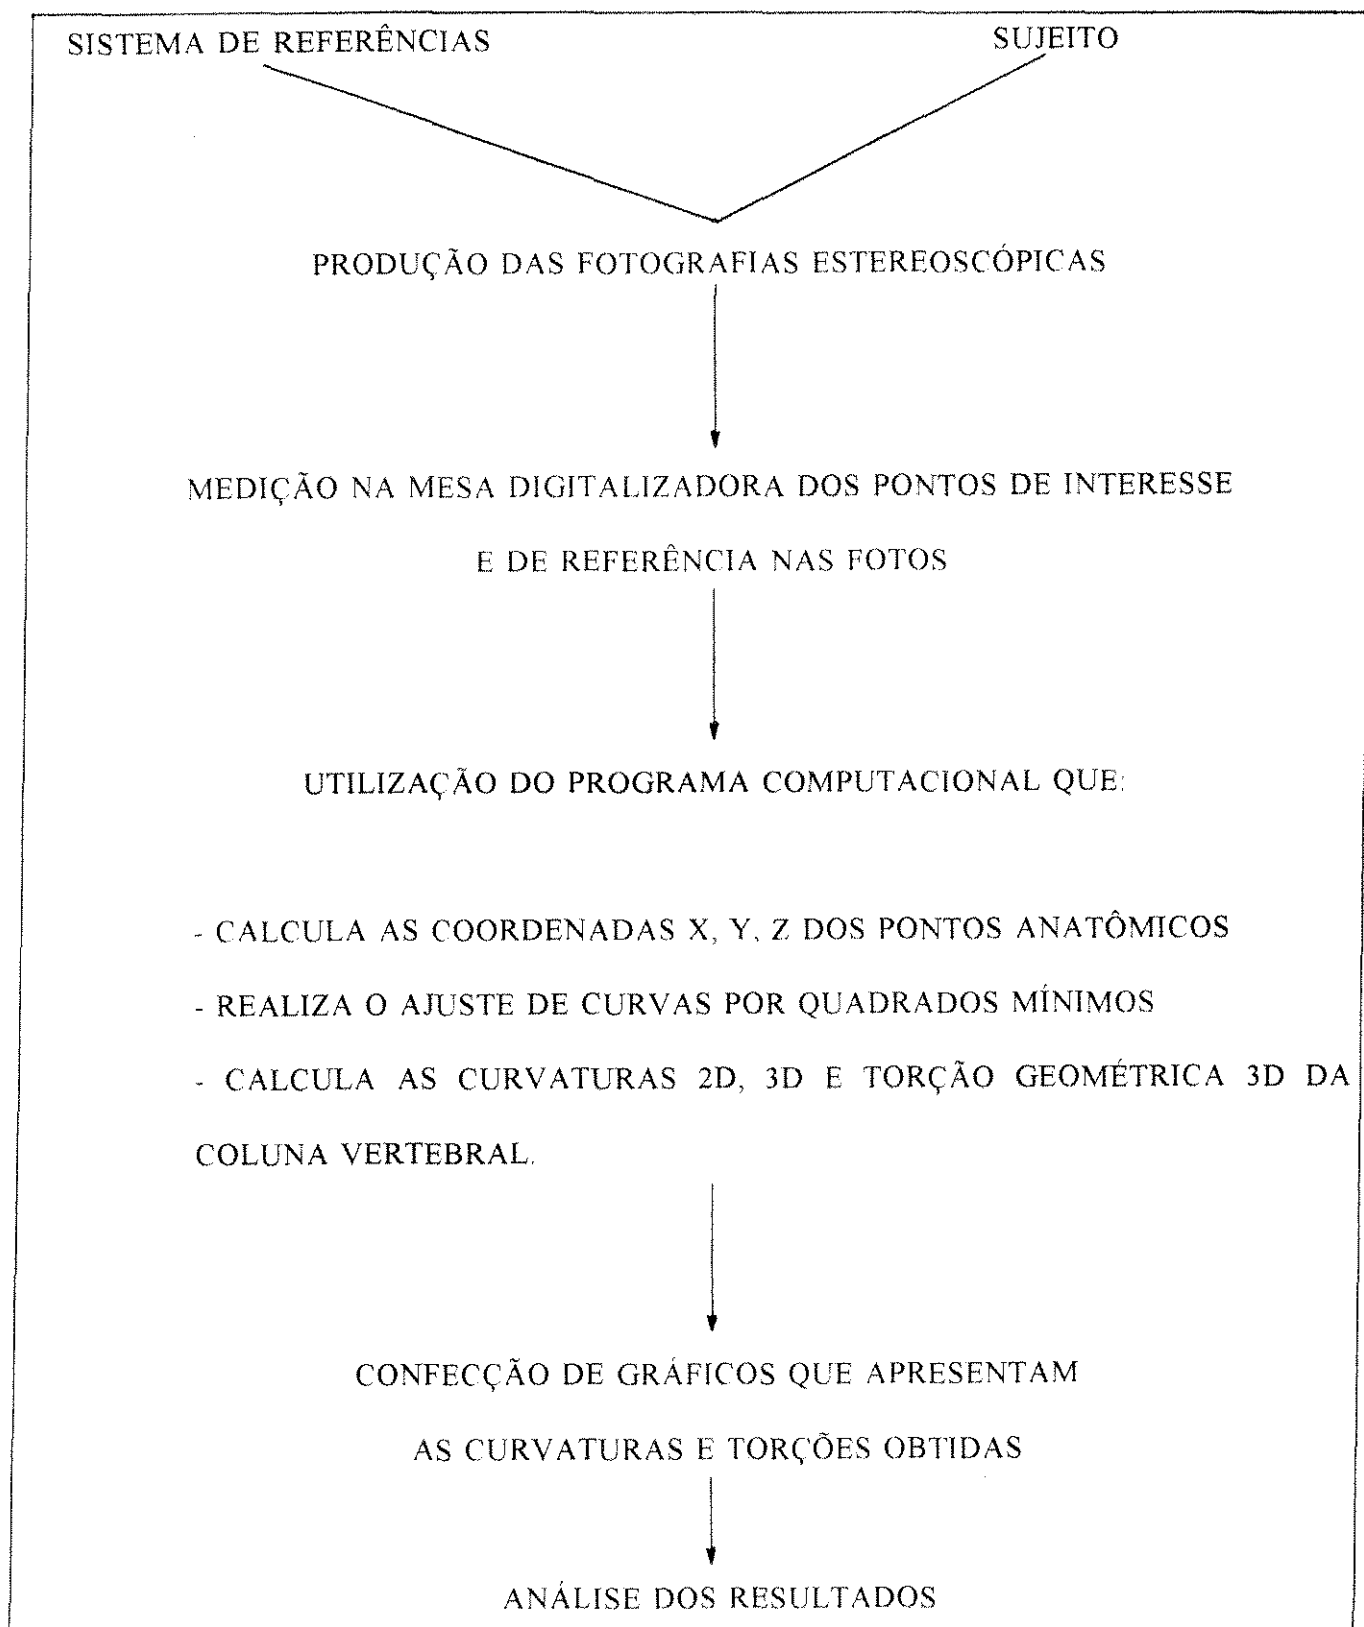 SISTEMA DE REFERÊNCIAS
SUJEITO
PRODUÇÃO DAS FOTOGRAFIAS ESTEREOSCÓPICAS
MEDIÇÃO NA MESA DIGITALIZADORA DOS PONTOS DE INTERESSE
E DE REFERÊNCIA NAS FOTOS
UTILIZAÇÃO DO PROGRAMA COMPUTACIONAL QUE:
- CALCULA AS COORDENADAS X, Y, Z DOS PONTOS ANATÔMICOS
- REALIZA O AJUSTE DE CURVAS POR QUADRADOS MÍNIMOS
- CALCULA AS CURVATURAS 2D, 3D E TORÇÃO GEOMÉTRICA 3D DA
COLUNA VERTEBRAL.
CONFECÇÃO DE GRÁFICOS QUE APRESENTAM
AS CURVATURAS E TORÇÕES OBTIDAS
ANÁLISE DOS RESULTADOS